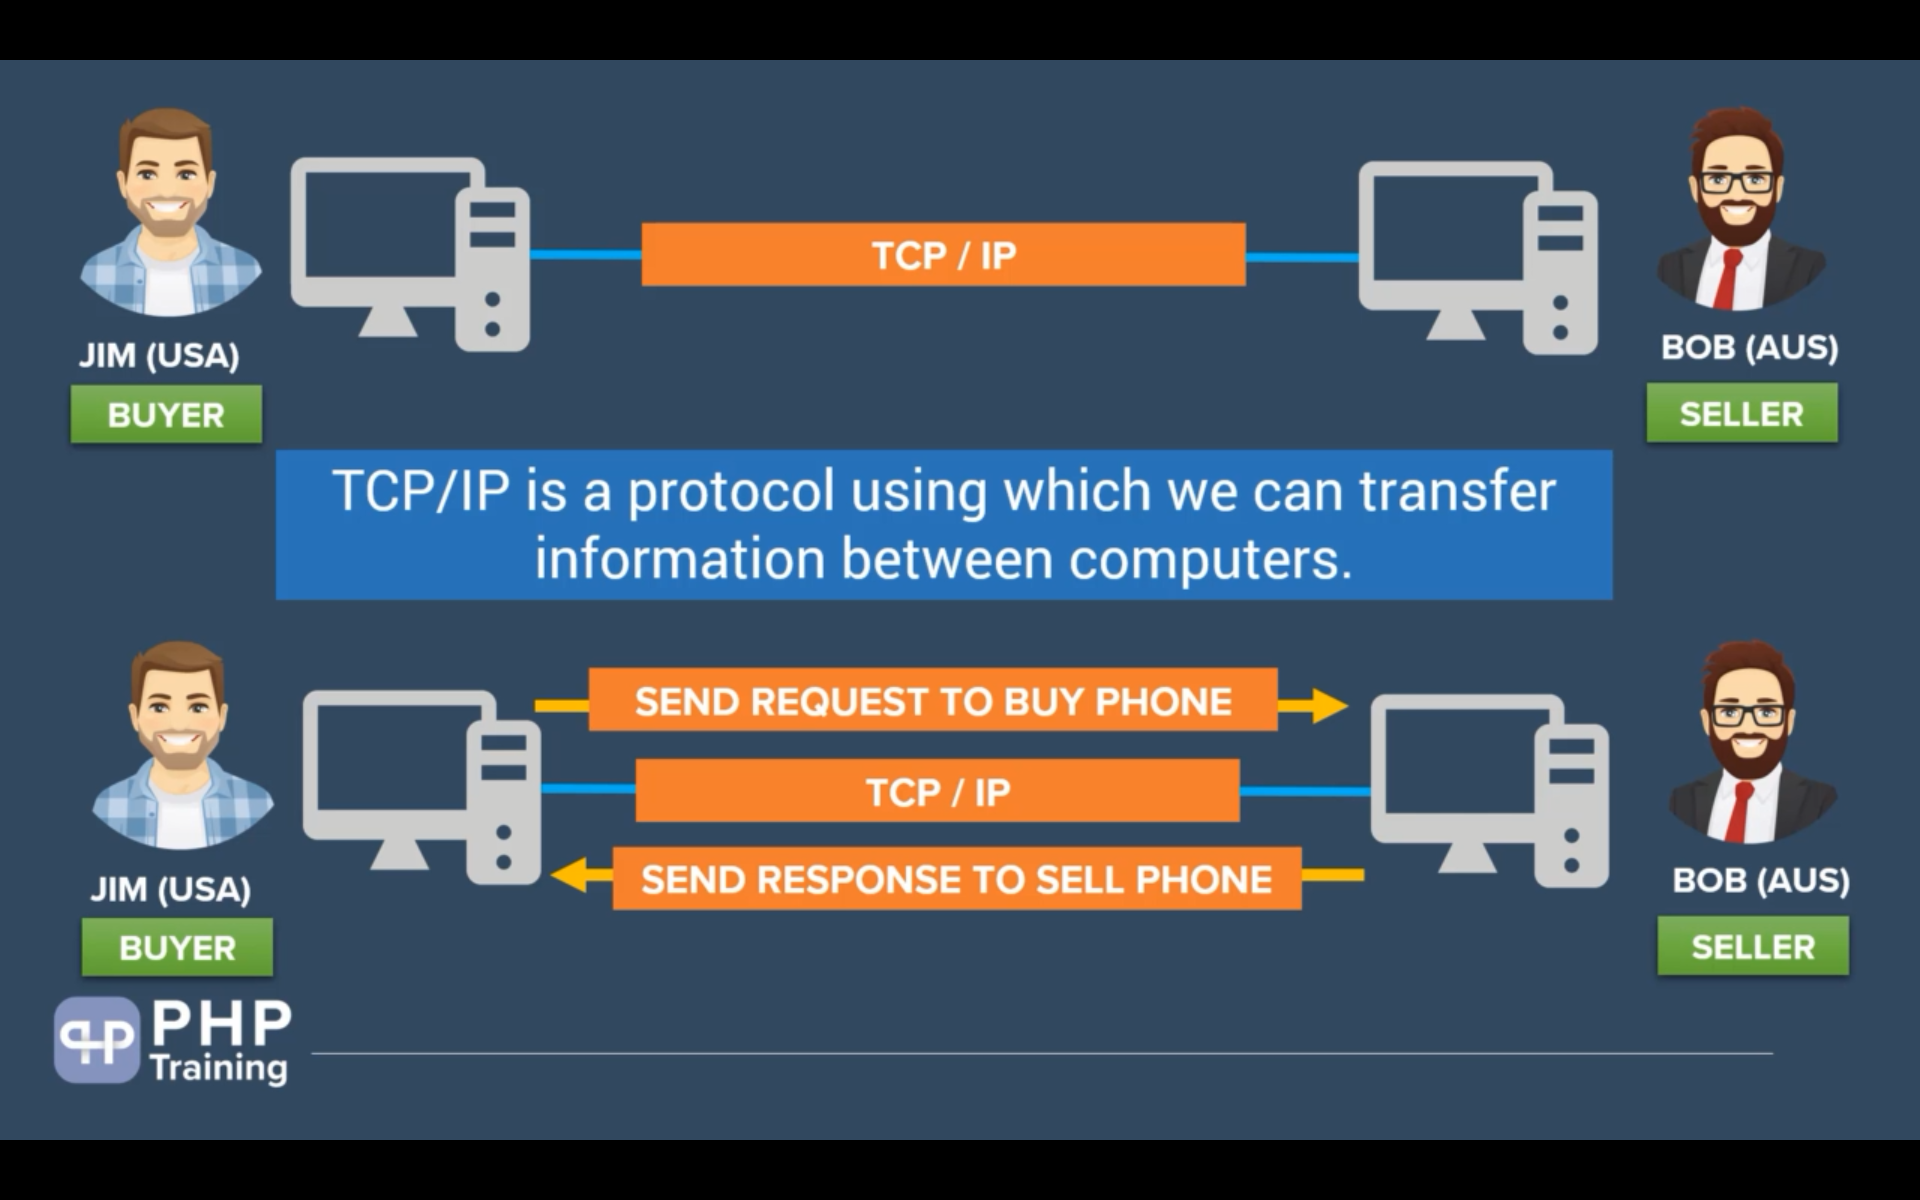 TCP / IP
JIM (USA)
BOB (AUS)
BUYER
SELLER
TCP/IP is a protocol using which we can transfer
information between computers.
SEND REQUEST TO BUY PHONE
TCP / IP
SEND RESPONSE TO SELL PHONE
JIM (USA)
BOB (AUS)
BUYER
SELLER
php PHP
Training